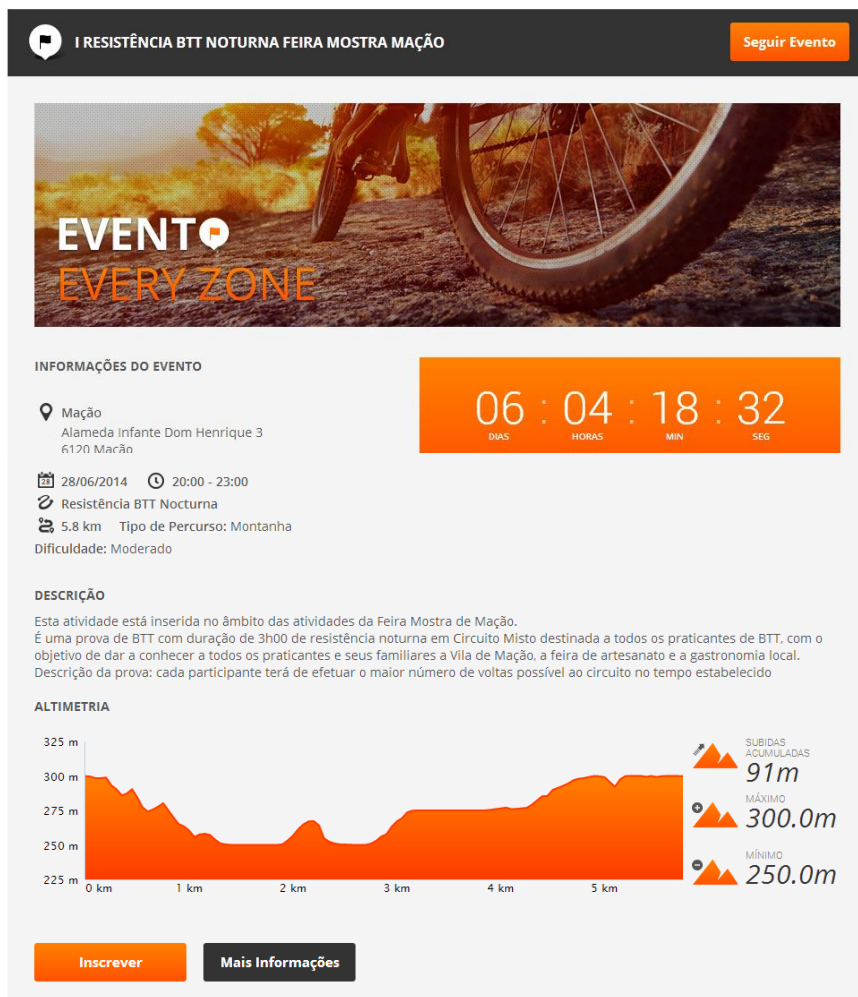 I RESISTÊNCIA BTT NOTURNA FEIRA MOSTRA MAÇÃO
Seguir Evento
EVENTO
EVERY ZONE
INFORMAÇÕES DO EVENTO
06 : 04 : 18 : 32
DIAS HORAS MIN SEG
Mação
Alameda Infante Dom Henrique 3
6120 Mação
28 28/06/2014 20:00 - 23:00
Resistência BTT Nocturna
5.8 km Tipo de Percurso: Montanha
Dificuldade: Moderado
DESCRIÇÃO
Esta atividade está inserida no âmbito das atividades da Feira Mostra de Mação.
É uma prova de BTT com duração de 3h00 de resistência noturna em Circuito Misto destinada a todos os praticantes de BTT, com o
objetivo de dar a conhecer a todos os praticantes e seus familiares a Vila de Mação, a feira de artesanato e a gastronomia local.
Descrição da prova: cada participante terá de efetuar o maior número de voltas possível ao circuito no tempo estabelecido
ALTIMETRIA
325 m
300 m
275 m
250 m
225 m
0 km 1 km 2 km 3 km 4 km 5 km
SUBIDAS
ACUMULADAS
91m
MÁXIMO
300.0m
MÍNIMO
250.0m
Inscrever
Mais Informações